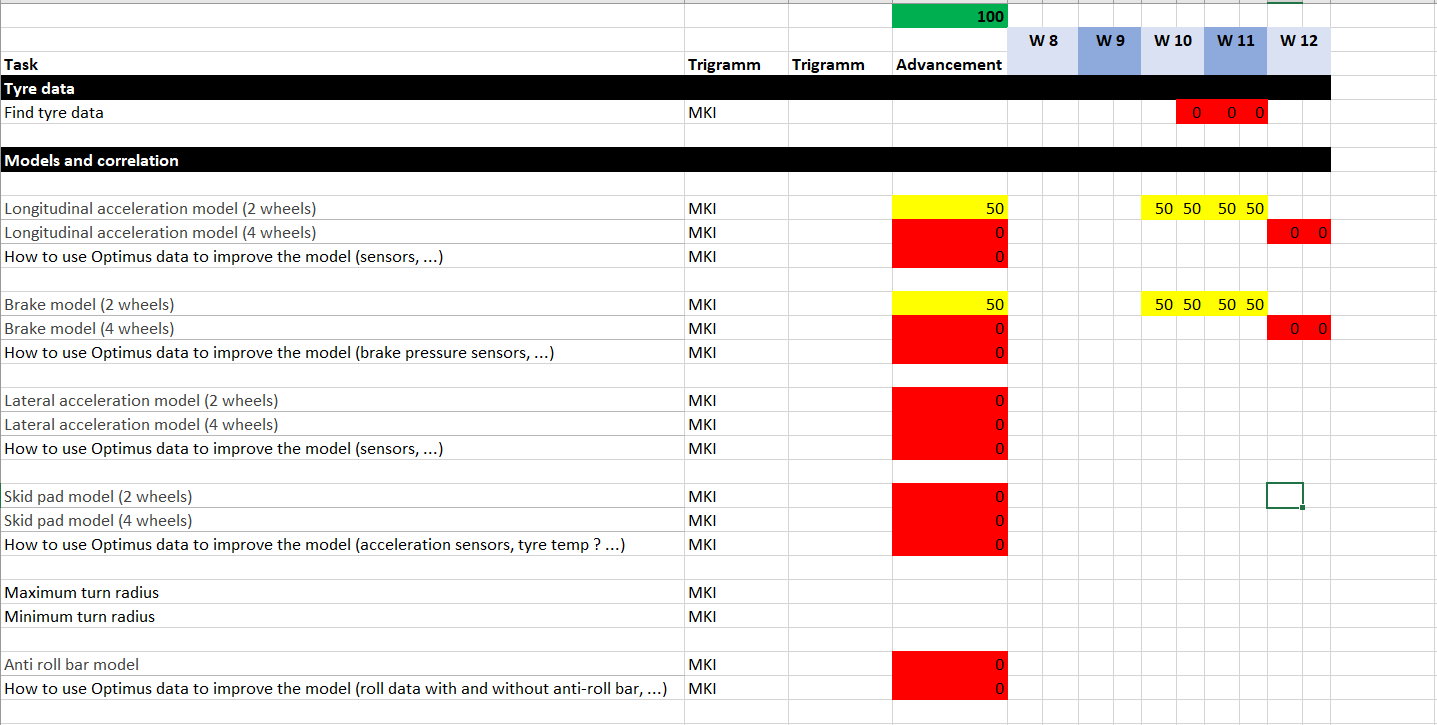 100
W 8 W 9 W 10 W 11 W 12
Task Trigramm Trigramm Advancement
Tyre data
Find tyre data MKI 0 0 0
Models and correlation
Longitudinal acceleration model (2 wheels) MKI 50 50 50 50 50
Longitudinal acceleration model (4 wheels) MKI 0 0 0
How to use Optimus data to improve the model (sensors, ...) MKI 0
Brake model (2 wheels) MKI 50 50 50 50 50
Brake model (4 wheels) MKI 0 0 0
How to use Optimus data to improve the model (brake pressure sensors, ...) MKI 0
Lateral acceleration model (2 wheels) MKI 0
Lateral acceleration model (4 wheels) MKI 0
How to use Optimus data to improve the model (sensors, ...) MKI 0
Skid pad model (2 wheels) MKI 0
Skid pad model (4 wheels) MKI 0
How to use Optimus data to improve the model (acceleration sensors, tyre temp ? ...) MKI 0
Maximum turn radius MKI
Minimum turn radius MKI
Anti roll bar model MKI 0
How to use Optimus data to improve the model (roll data with and without anti-roll bar, ...) MKI 0